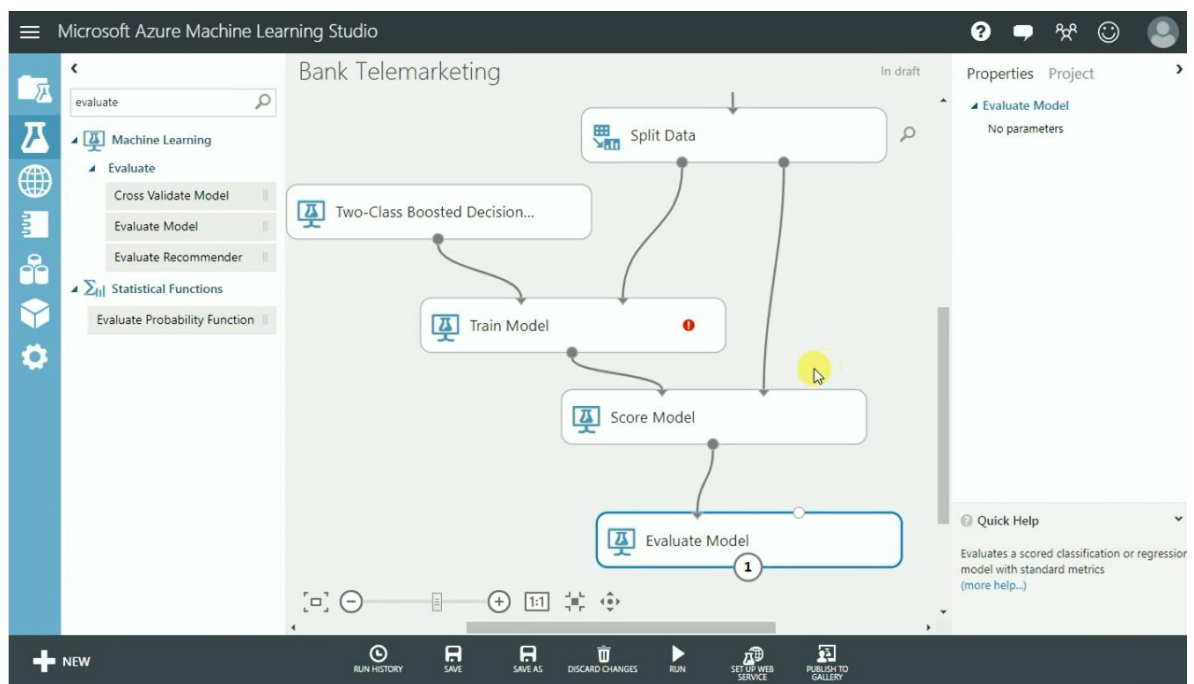 Microsoft Azure Machine Learning Studio
?
evaluate
Machine Learning
Evaluate
Cross Validate Model
Evaluate Model
Evaluate Recommender
Statistical Functions
Evaluate Probability Function
Bank Telemarketing
In draft
Split Data
Two-Class Boosted Decision...
Train Model
Score Model
Evaluate Model
1
1:1
Properties Project
Evaluate Model
No parameters
Quick Help
Evaluates a scored classification or regression
model with standard metrics
(more help...)
NEW
RUN HISTORY
SAVE
SAVE AS
DISCARD CHANGES
RUN
SET UP WEB
SERVICE
PUBLISH TO
GALLERY